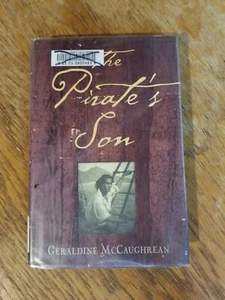 The
Pirate's
Son
GERALDINE McCAUGHREAN